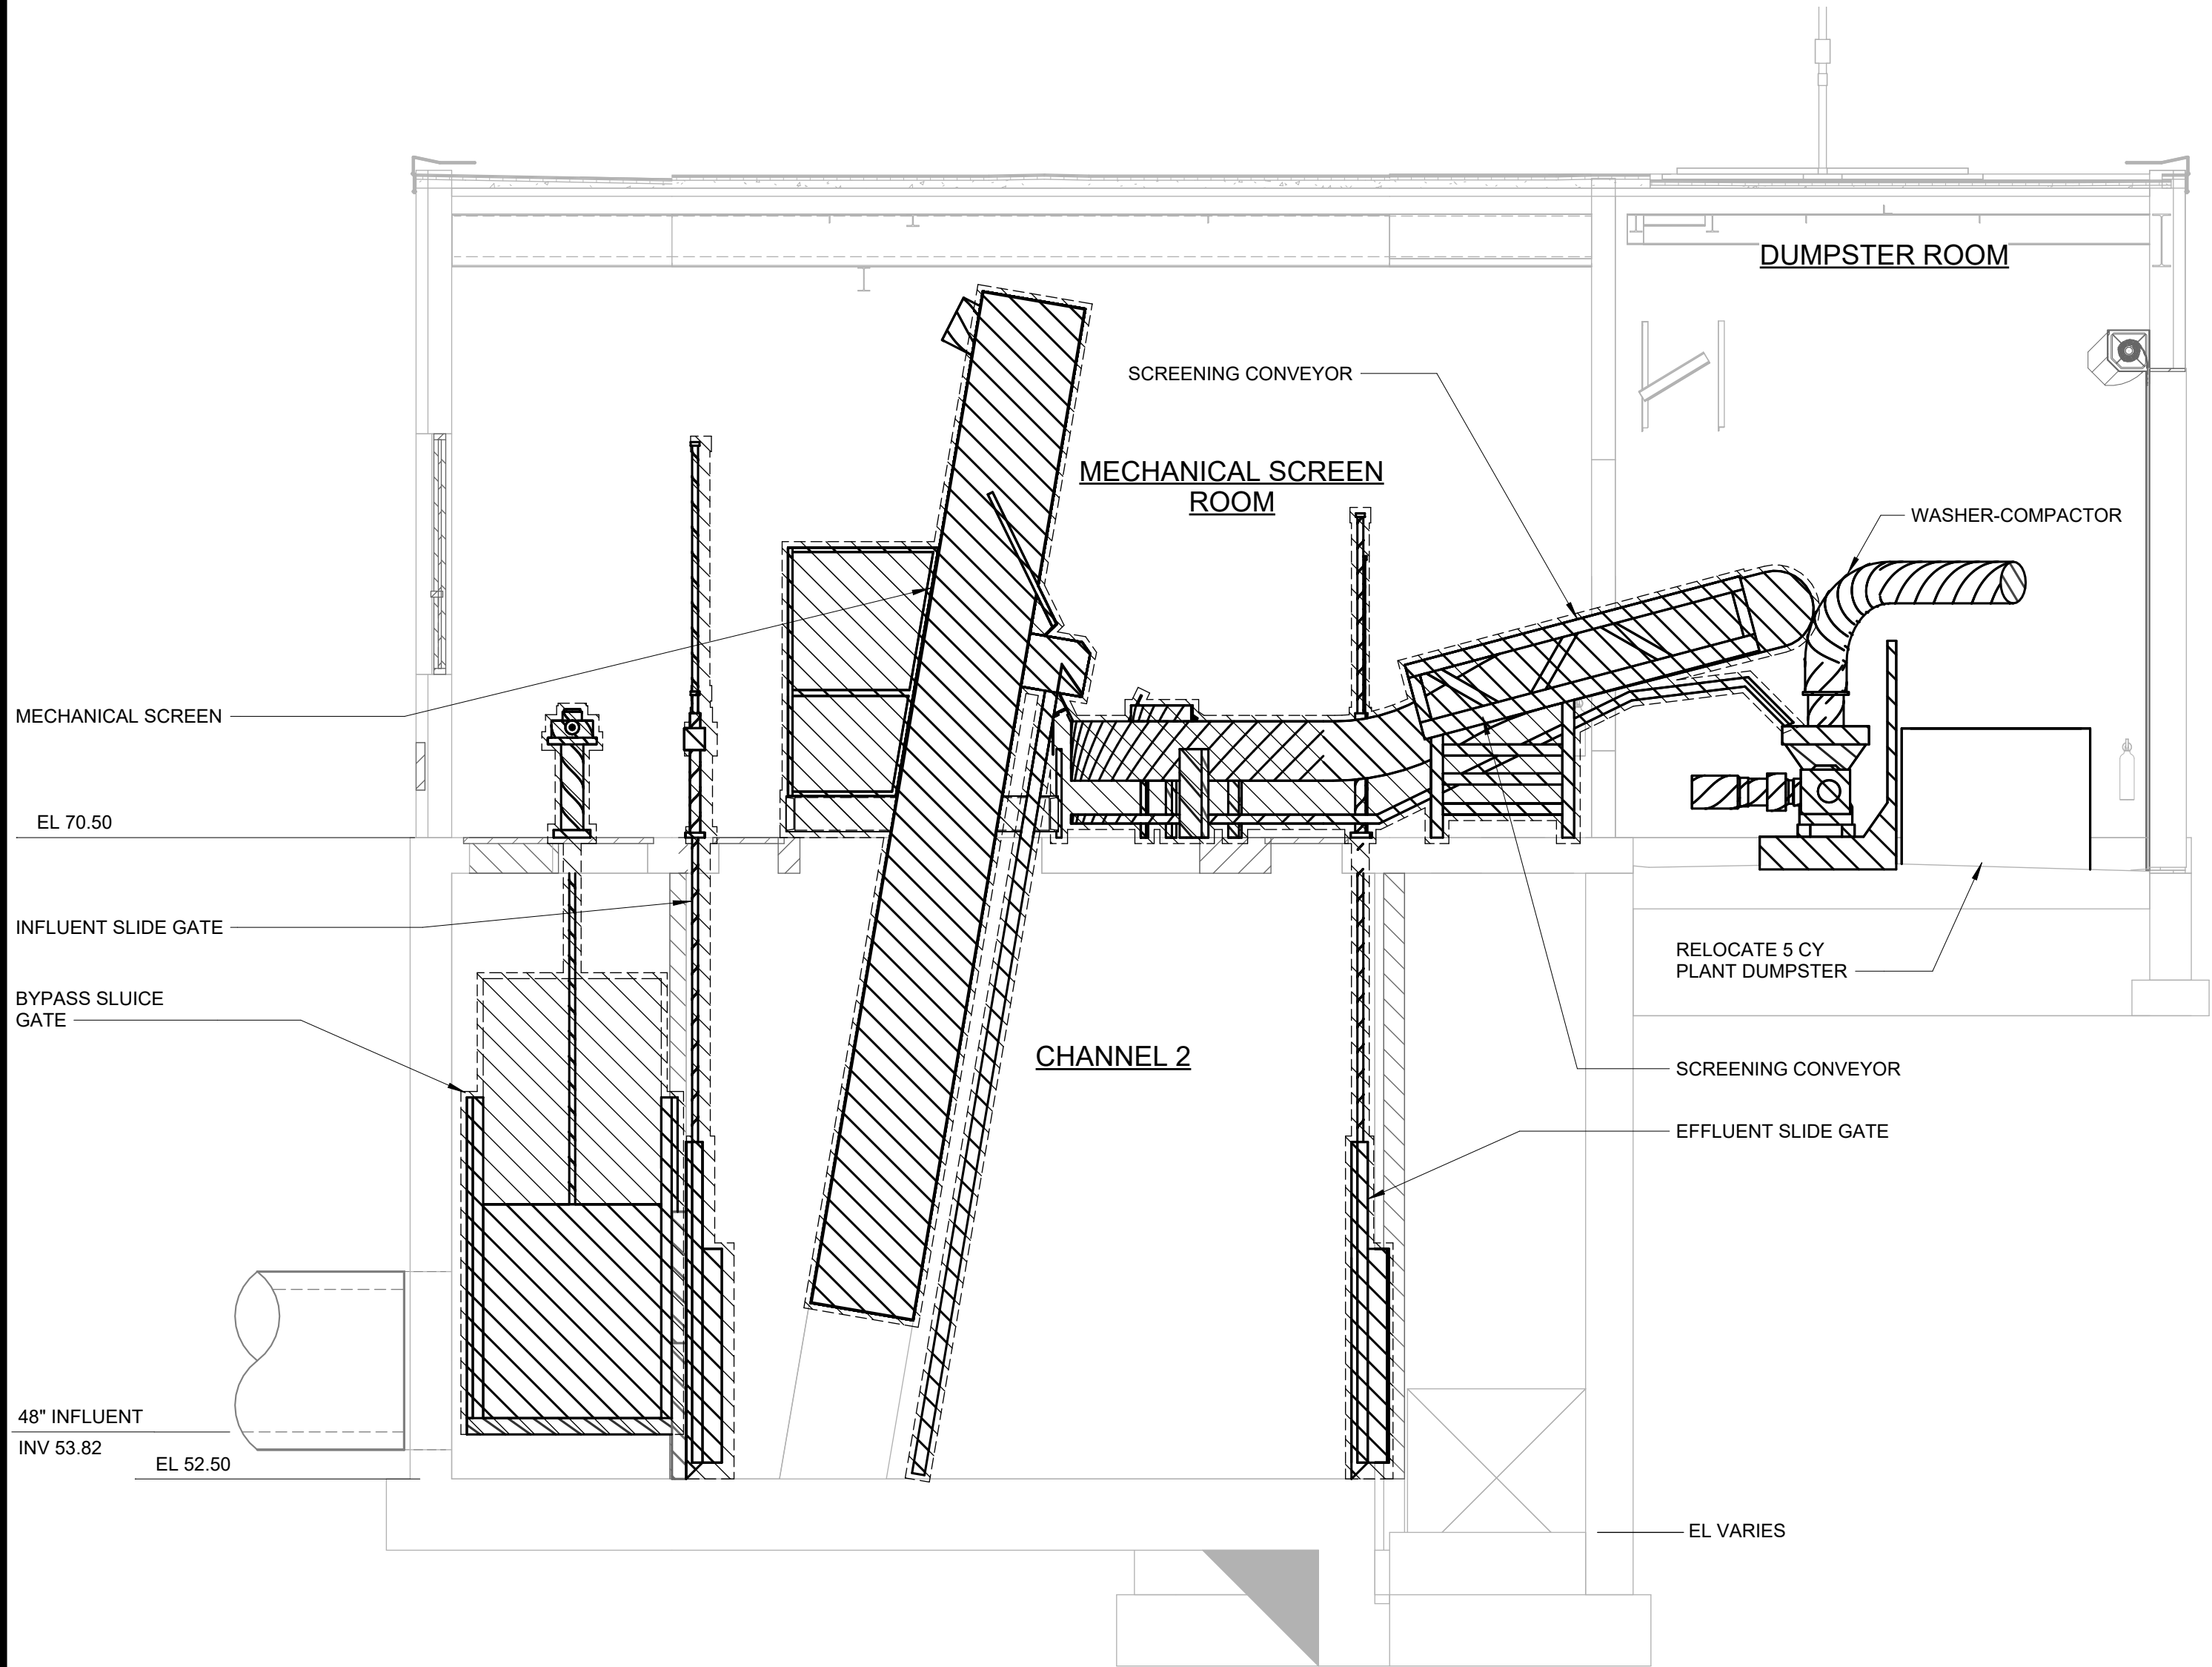 DUMPSTER ROOM
SCREENING CONVEYOR
MECHANICAL SCREEN
ROOM
WASHER-COMPACTOR
MECHANICAL SCREEN
EL 70.50
INFLUENT SLIDE GATE
RELOCATE 5 CY
PLANT DUMPSTER
BYPASS SLUICE
GATE
CHANNEL 2
SCREENING CONVEYOR
EFFLUENT SLIDE GATE
48" INFLUENT
INV 53.82
EL 52.50
EL VARIES